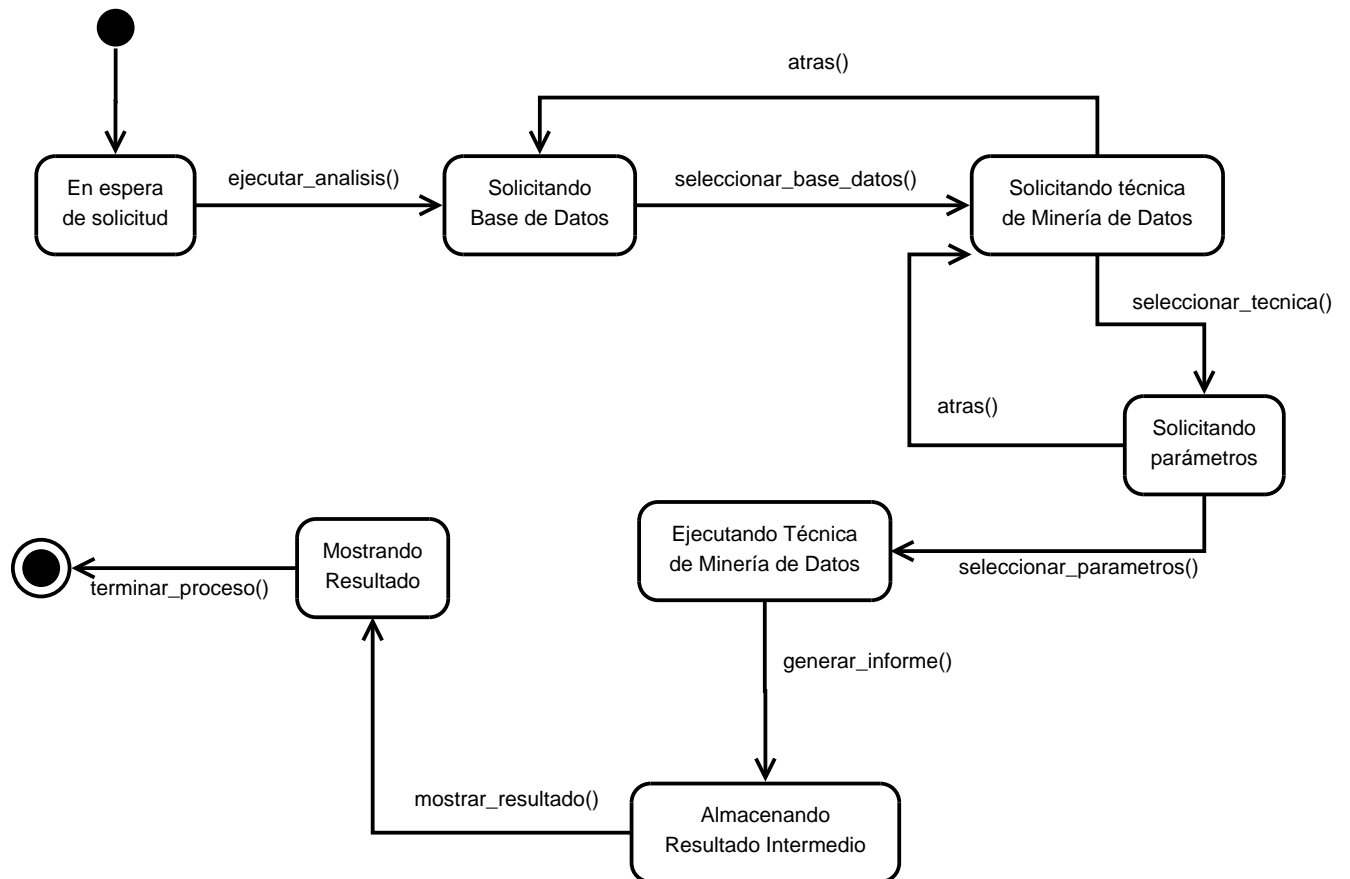 atras()
En espera
de solicitud
ejecutar_analisis()
Solicitando
Base de Datos
seleccionar_base_datos()
Solicitando técnica
de Minería de Datos
seleccionar_tecnica()
atras()
Solicitando
parámetros
seleccionar_parametros()
Ejecutando Técnica
de Minería de Datos
Mostrando
Resultado
terminar_proceso()
generar_informe()
mostrar_resultado()
Almacenando
Resultado Intermedio